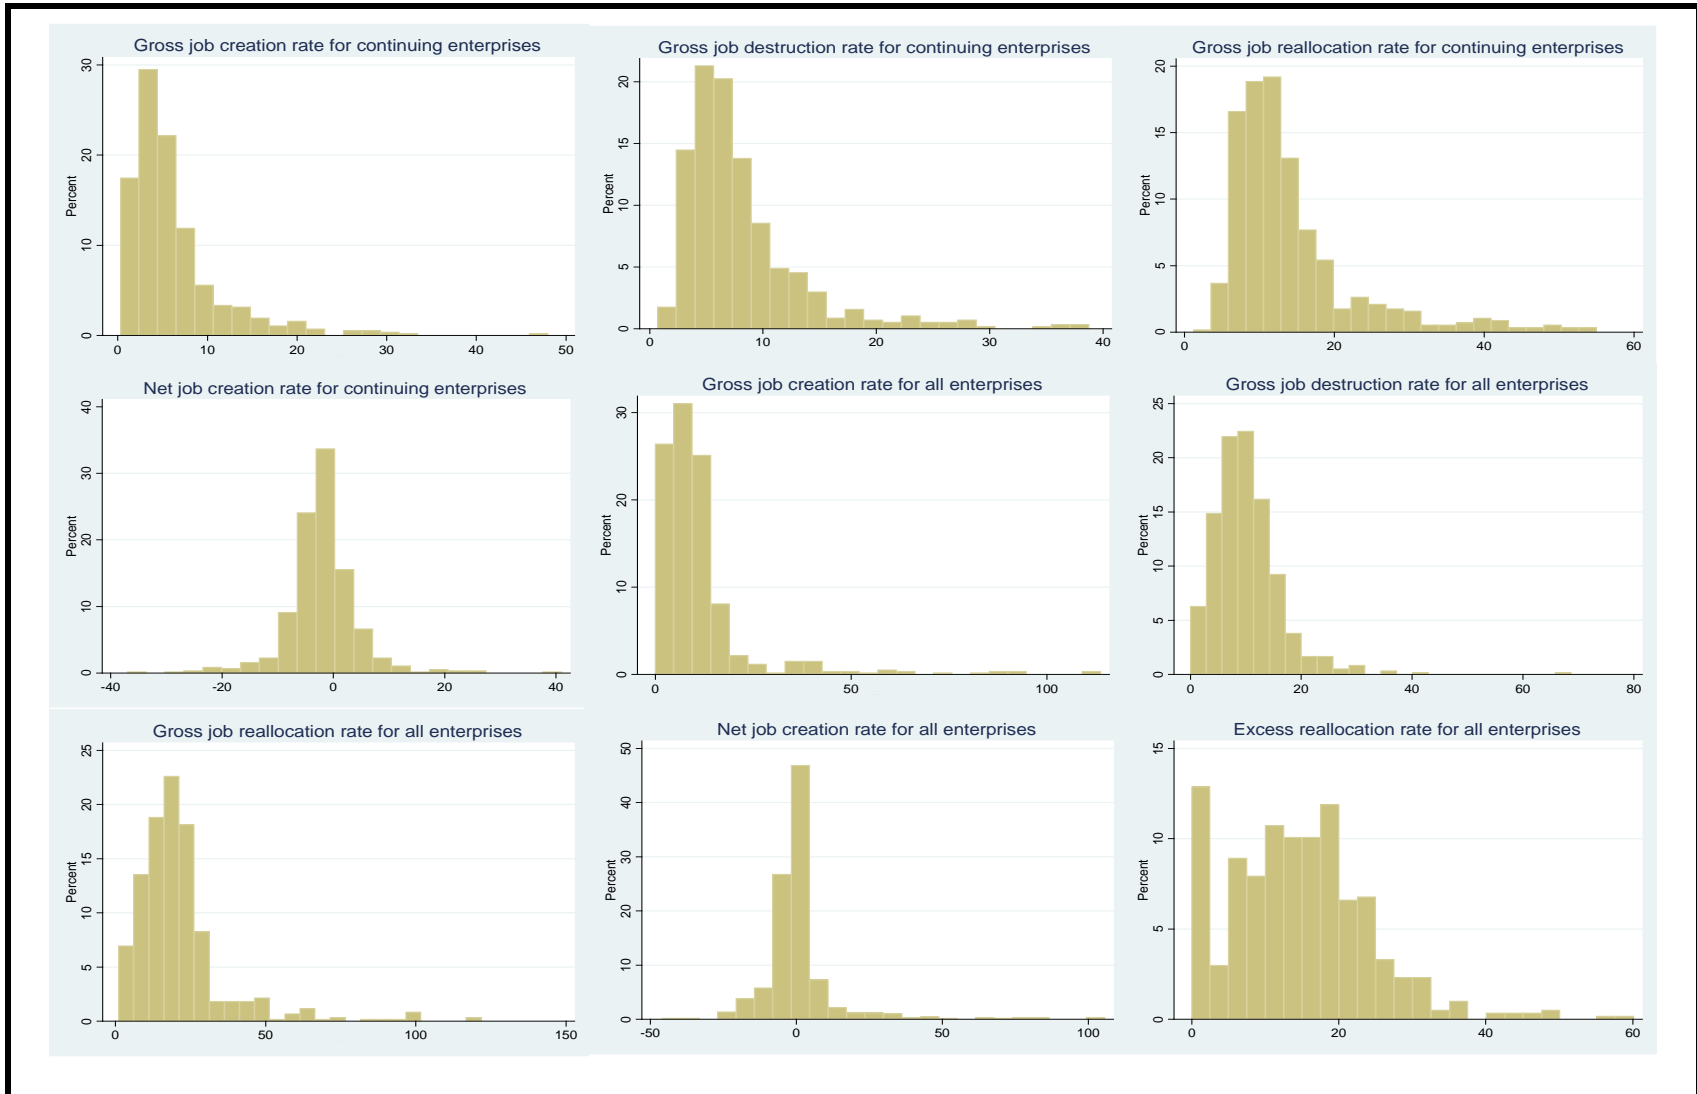 Gross job creation rate for continuing enterprises
30
20
10
0
Percent
0 10 20 30 40 50
Gross job destruction rate for continuing enterprises
20
15
10
5
0
Percent
0 10 20 30 40
Gross job reallocation rate for continuing enterprises
20
15
10
5
0
Percent
0 20 40 60
Net job creation rate for continuing enterprises
40
30
20
10
0
Percent
-40 -20 0 20 40
Gross job creation rate for all enterprises
30
20
10
0
Percent
0 50 100
Gross job destruction rate for all enterprises
25
20
15
10
5
0
Percent
0 20 40 60 80
Gross job reallocation rate for all enterprises
25
20
15
10
5
0
Percent
0 50 100 150
Net job creation rate for all enterprises
50
40
30
20
10
0
Percent
-50 0 50 100
Excess reallocation rate for all enterprises
15
10
5
0
Percent
0 20 40 60